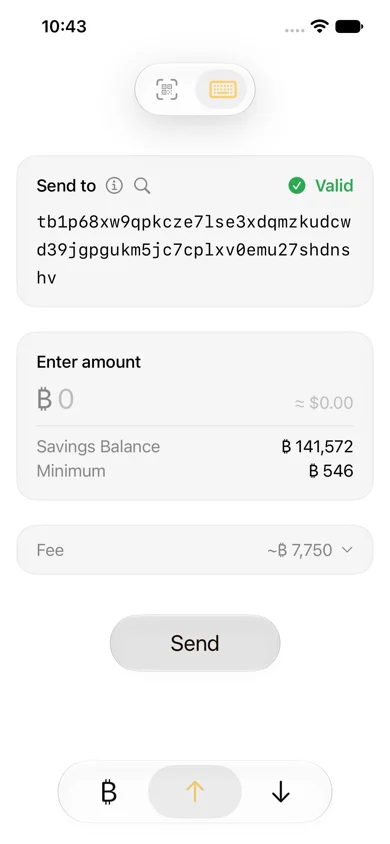 10:43
Send to
Valid
tb1p68xw9qpkcze7lse3xdqmzkudcw
d39jgpgukm5jc7cplxv0emu27shdns
hv
Enter amount
₿ 0
≈ $0.00
Savings Balance
₿ 141,572
Minimum
₿ 546
Fee
~₿ 7,750
Send
₿